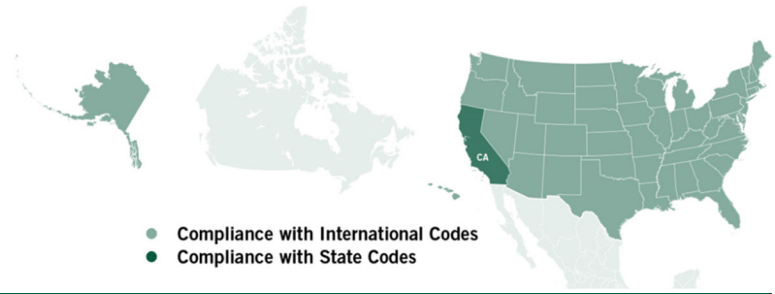 CA
Compliance with International Codes
Compliance with State Codes